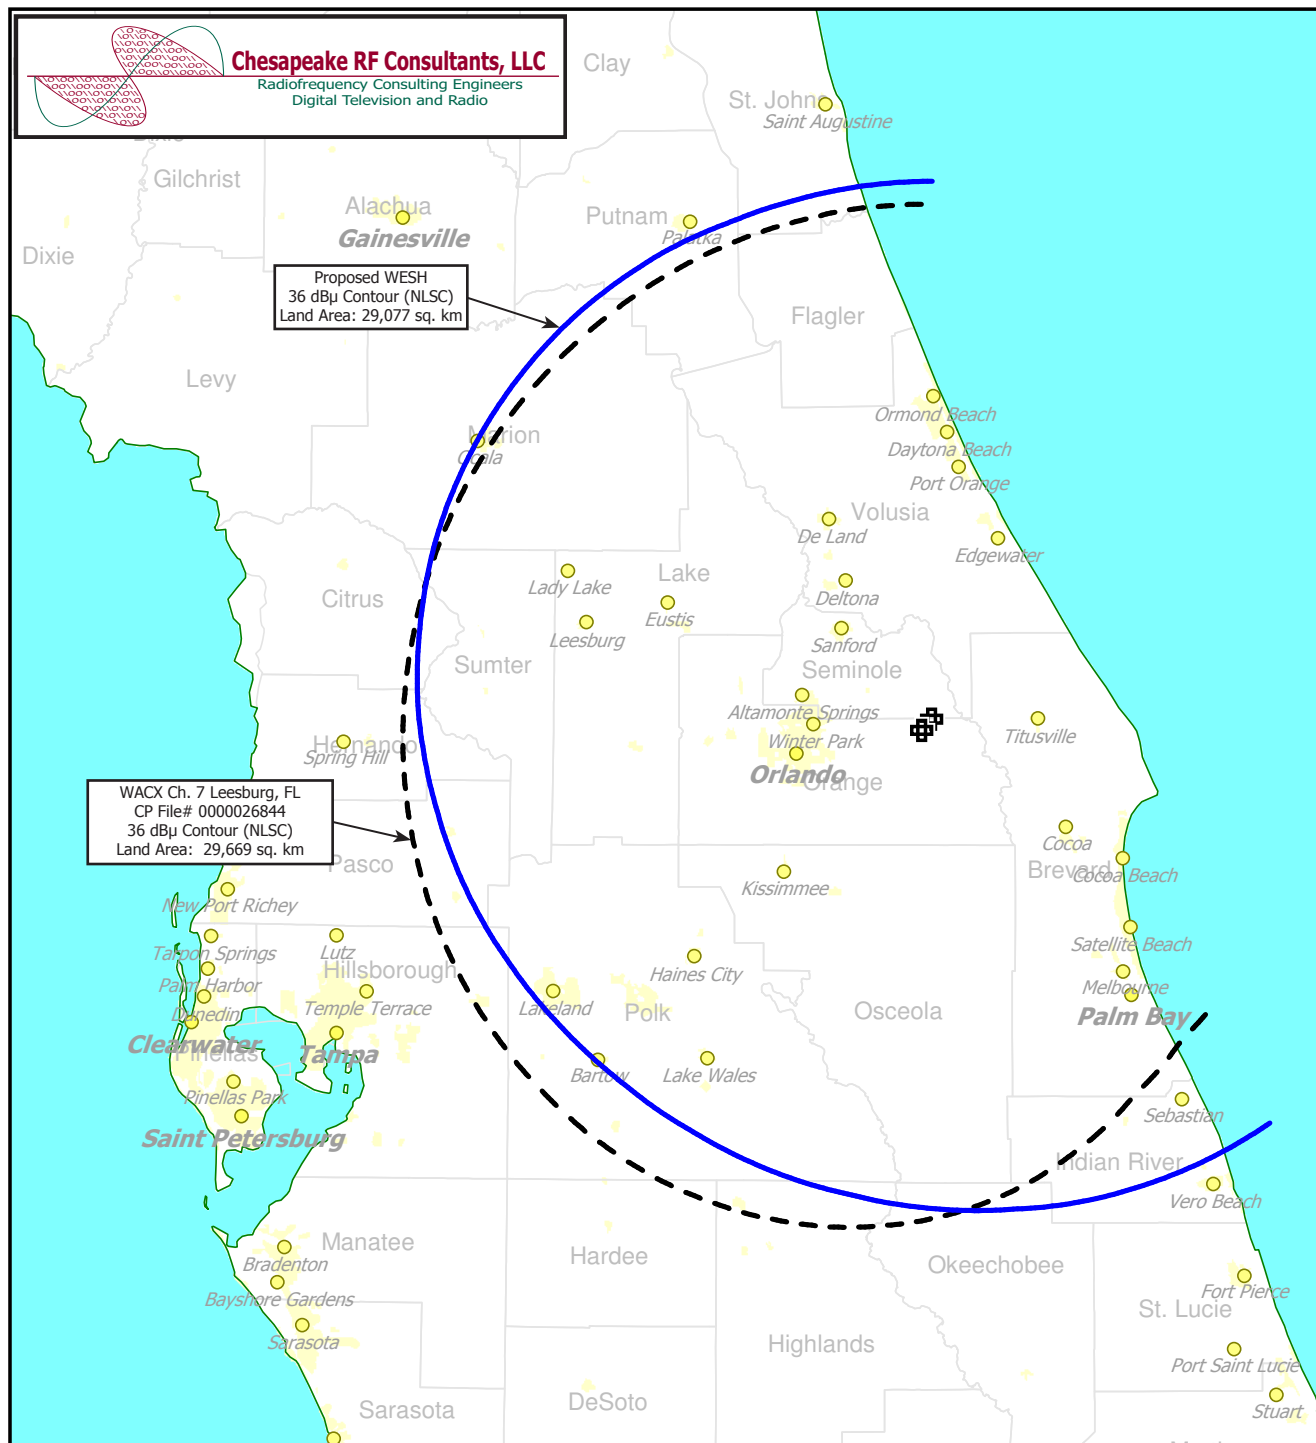 Chesapeake RF Consultants, LLC
Radiofrequency Consulting Engineers
Digital Television and Radio
Clay
St. Johns
Saint Augustine
Dixie
Gilchrist
Alachua
Gainesville
Putnam
Palatka
Dixie
Proposed WESH
36 dBµ Contour (NLSC)
Land Area: 29,077 sq. km
Flagler
Levy
Ormond Beach
Marion
Ocala
Daytona Beach
Port Orange
Volusia
De Land
Edgewater
Citrus
Lady Lake
Lake
Deltona
Eustis
Leesburg
Sanford
Sumter
Seminole
Altamonte Springs
Winter Park
Titusville
Hernando
Spring Hill
Orlando
Orange
WACX Ch. 7 Leesburg, FL
CP File# 0000026844
36 dBµ Contour (NLSC)
Land Area: 29,669 sq. km
Pasco
Cocoa
Brevard
Cocoa Beach
Kissimmee
New Port Richey
Tarpon Springs
Lutz
Satellite Beach
Hillsborough
Haines City
Palm Harbor
Temple Terrace
Lakeland
Melbourne
Dunedin
Polk
Osceola
Palm Bay
Clearwater
Pinellas
Tampa
Bartow
Lake Wales
Pinellas Park
Sebastian
Saint Petersburg
Indian River
Vero Beach
Manatee
Bradenton
Hardee
Okeechobee
Bayshore Gardens
Fort Pierce
St. Lucie
Sarasota
Highlands
Port Saint Lucie
DeSoto
Sarasota
Stuart